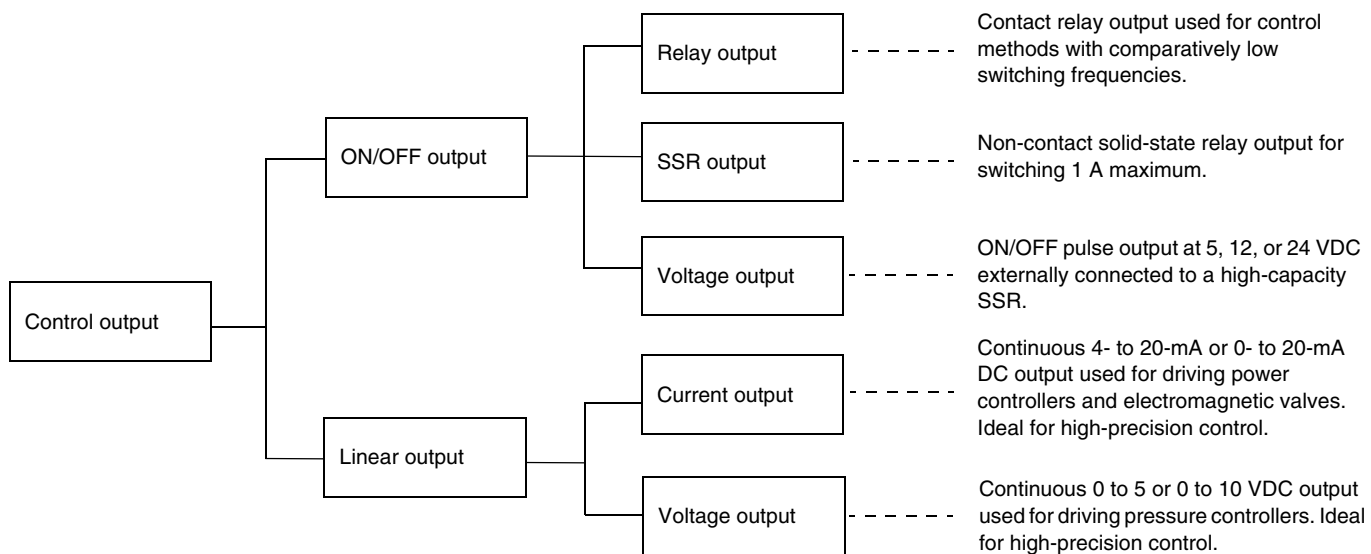 Relay output
Contact relay output used for control
methods with comparatively low
switching frequencies.
ON/OFF output
SSR output
Non-contact solid-state relay output for
switching 1 A maximum.
Voltage output
ON/OFF pulse output at 5, 12, or 24 VDC
externally connected to a high-capacity
SSR.
Control output
Current output
Continuous 4- to 20-mA or 0- to 20-mA
DC output used for driving power
controllers and electromagnetic valves.
Ideal for high-precision control.
Linear output
Voltage output
Continuous 0 to 5 or 0 to 10 VDC output
used for driving pressure controllers. Ideal
for high-precision control.